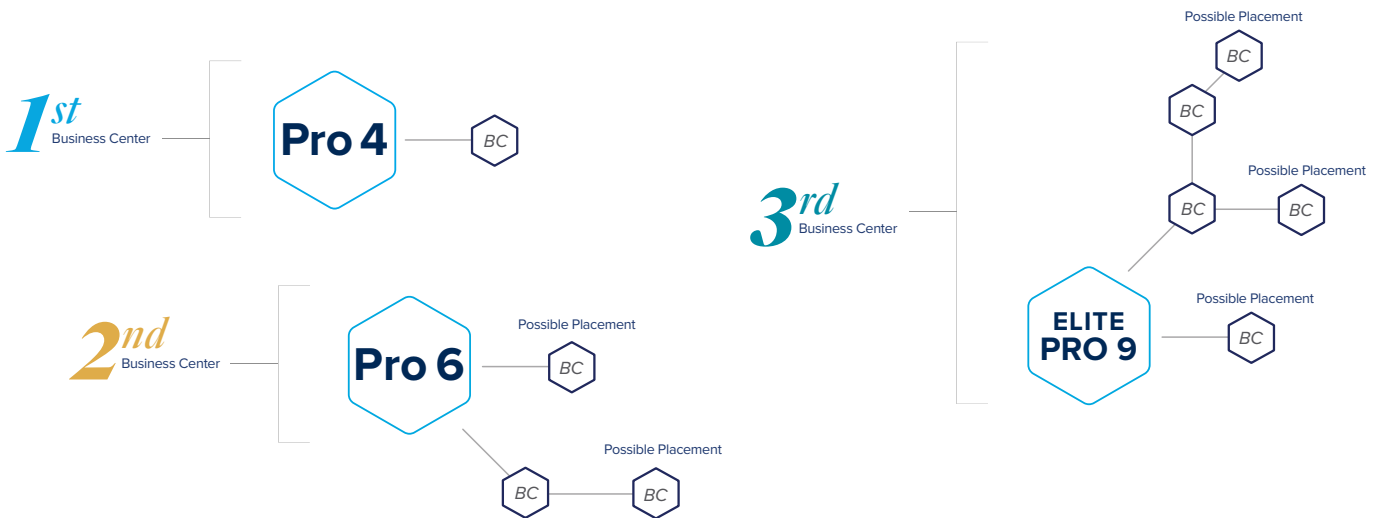 1st
Business Center
Pro 4
BC
2nd
Business Center
Pro 6
Possible Placement
BC
BC
Possible Placement
BC
3rd
Business Center
ELITE
PRO 9
Possible Placement
BC
BC
BC
Possible Placement
BC
Possible Placement
BC